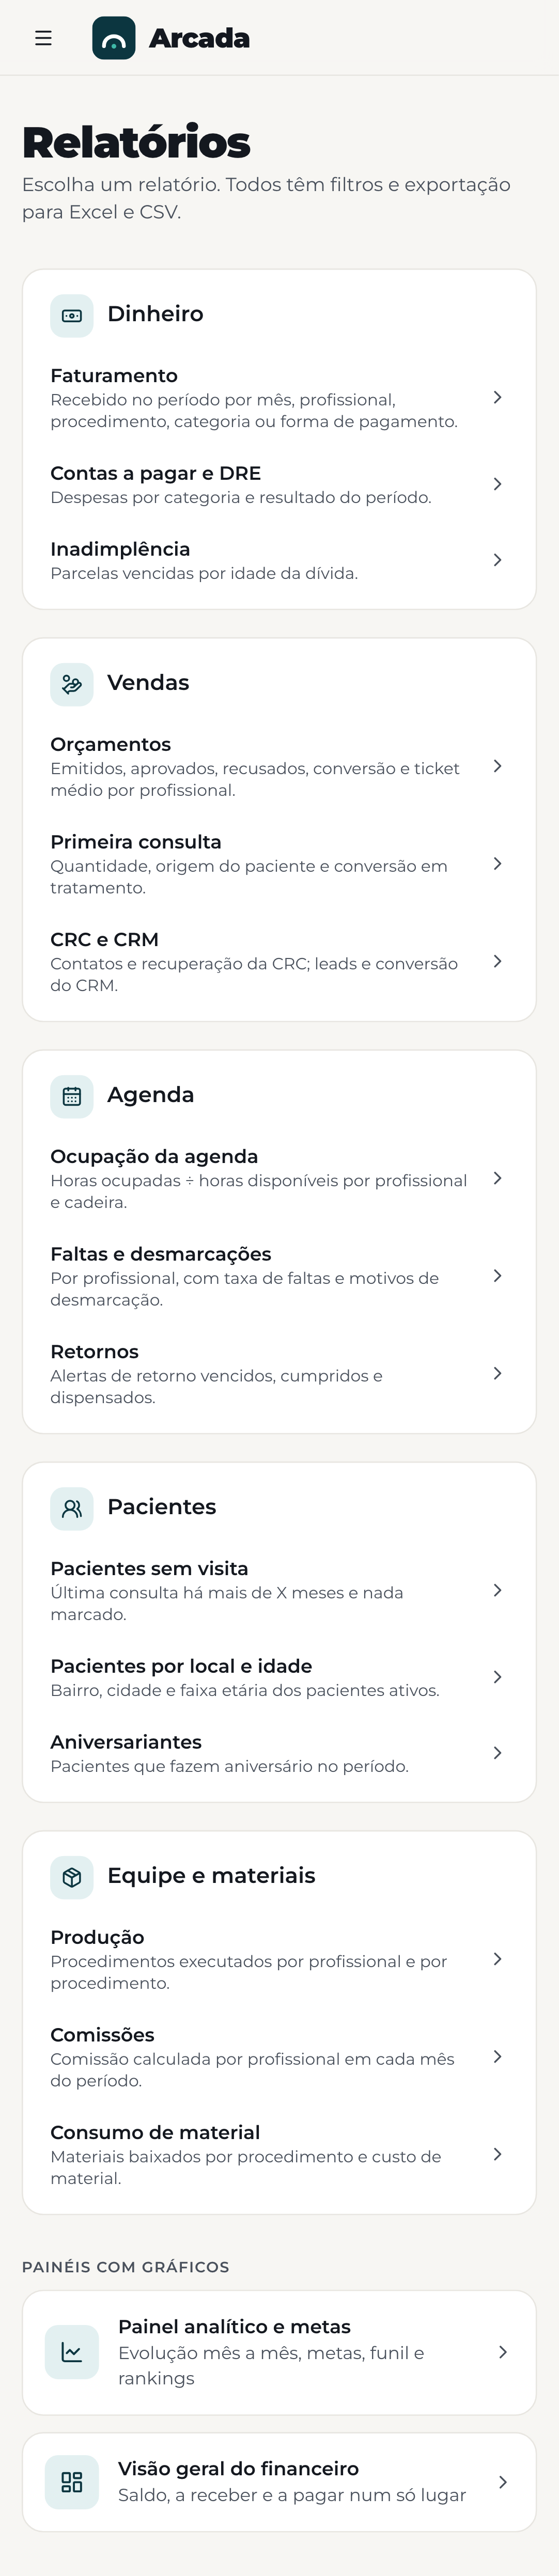 Arcada
Relatórios
Escolha um relatório. Todos têm filtros e exportação
para Excel e CSV.
Dinheiro
Faturamento
Recebido no período por mês, profissional,
procedimento, categoria ou forma de pagamento.
Contas a pagar e DRE
Despesas por categoria e resultado do período.
Inadimplência
Parcelas vencidas por idade da dívida.
Vendas
Orçamentos
Emitidos, aprovados, recusados, conversão e ticket
médio por profissional.
Primeira consulta
Quantidade, origem do paciente e conversão em
tratamento.
CRC e CRM
Contatos e recuperação da CRC; leads e conversão
do CRM.
Agenda
Ocupação da agenda
Horas ocupadas ÷ horas disponíveis por profissional
e cadeira.
Faltas e desmarcações
Por profissional, com taxa de faltas e motivos de
desmarcação.
Retornos
Alertas de retorno vencidos, cumpridos e
dispensados.
Pacientes
Pacientes sem visita
Última consulta há mais de X meses e nada
marcado.
Pacientes por local e idade
Bairro, cidade e faixa etária dos pacientes ativos.
Aniversariantes
Pacientes que fazem aniversário no período.
Equipe e materiais
Produção
Procedimentos executados por profissional e por
procedimento.
Comissões
Comissão calculada por profissional em cada mês
do período.
Consumo de material
Materiais baixados por procedimento e custo de
material.
PAINÉIS COM GRÁFICOS
Painel analítico e metas
Evolução mês a mês, metas, funil e
rankings
Visão geral do financeiro
Saldo, a receber e a pagar num só lugar